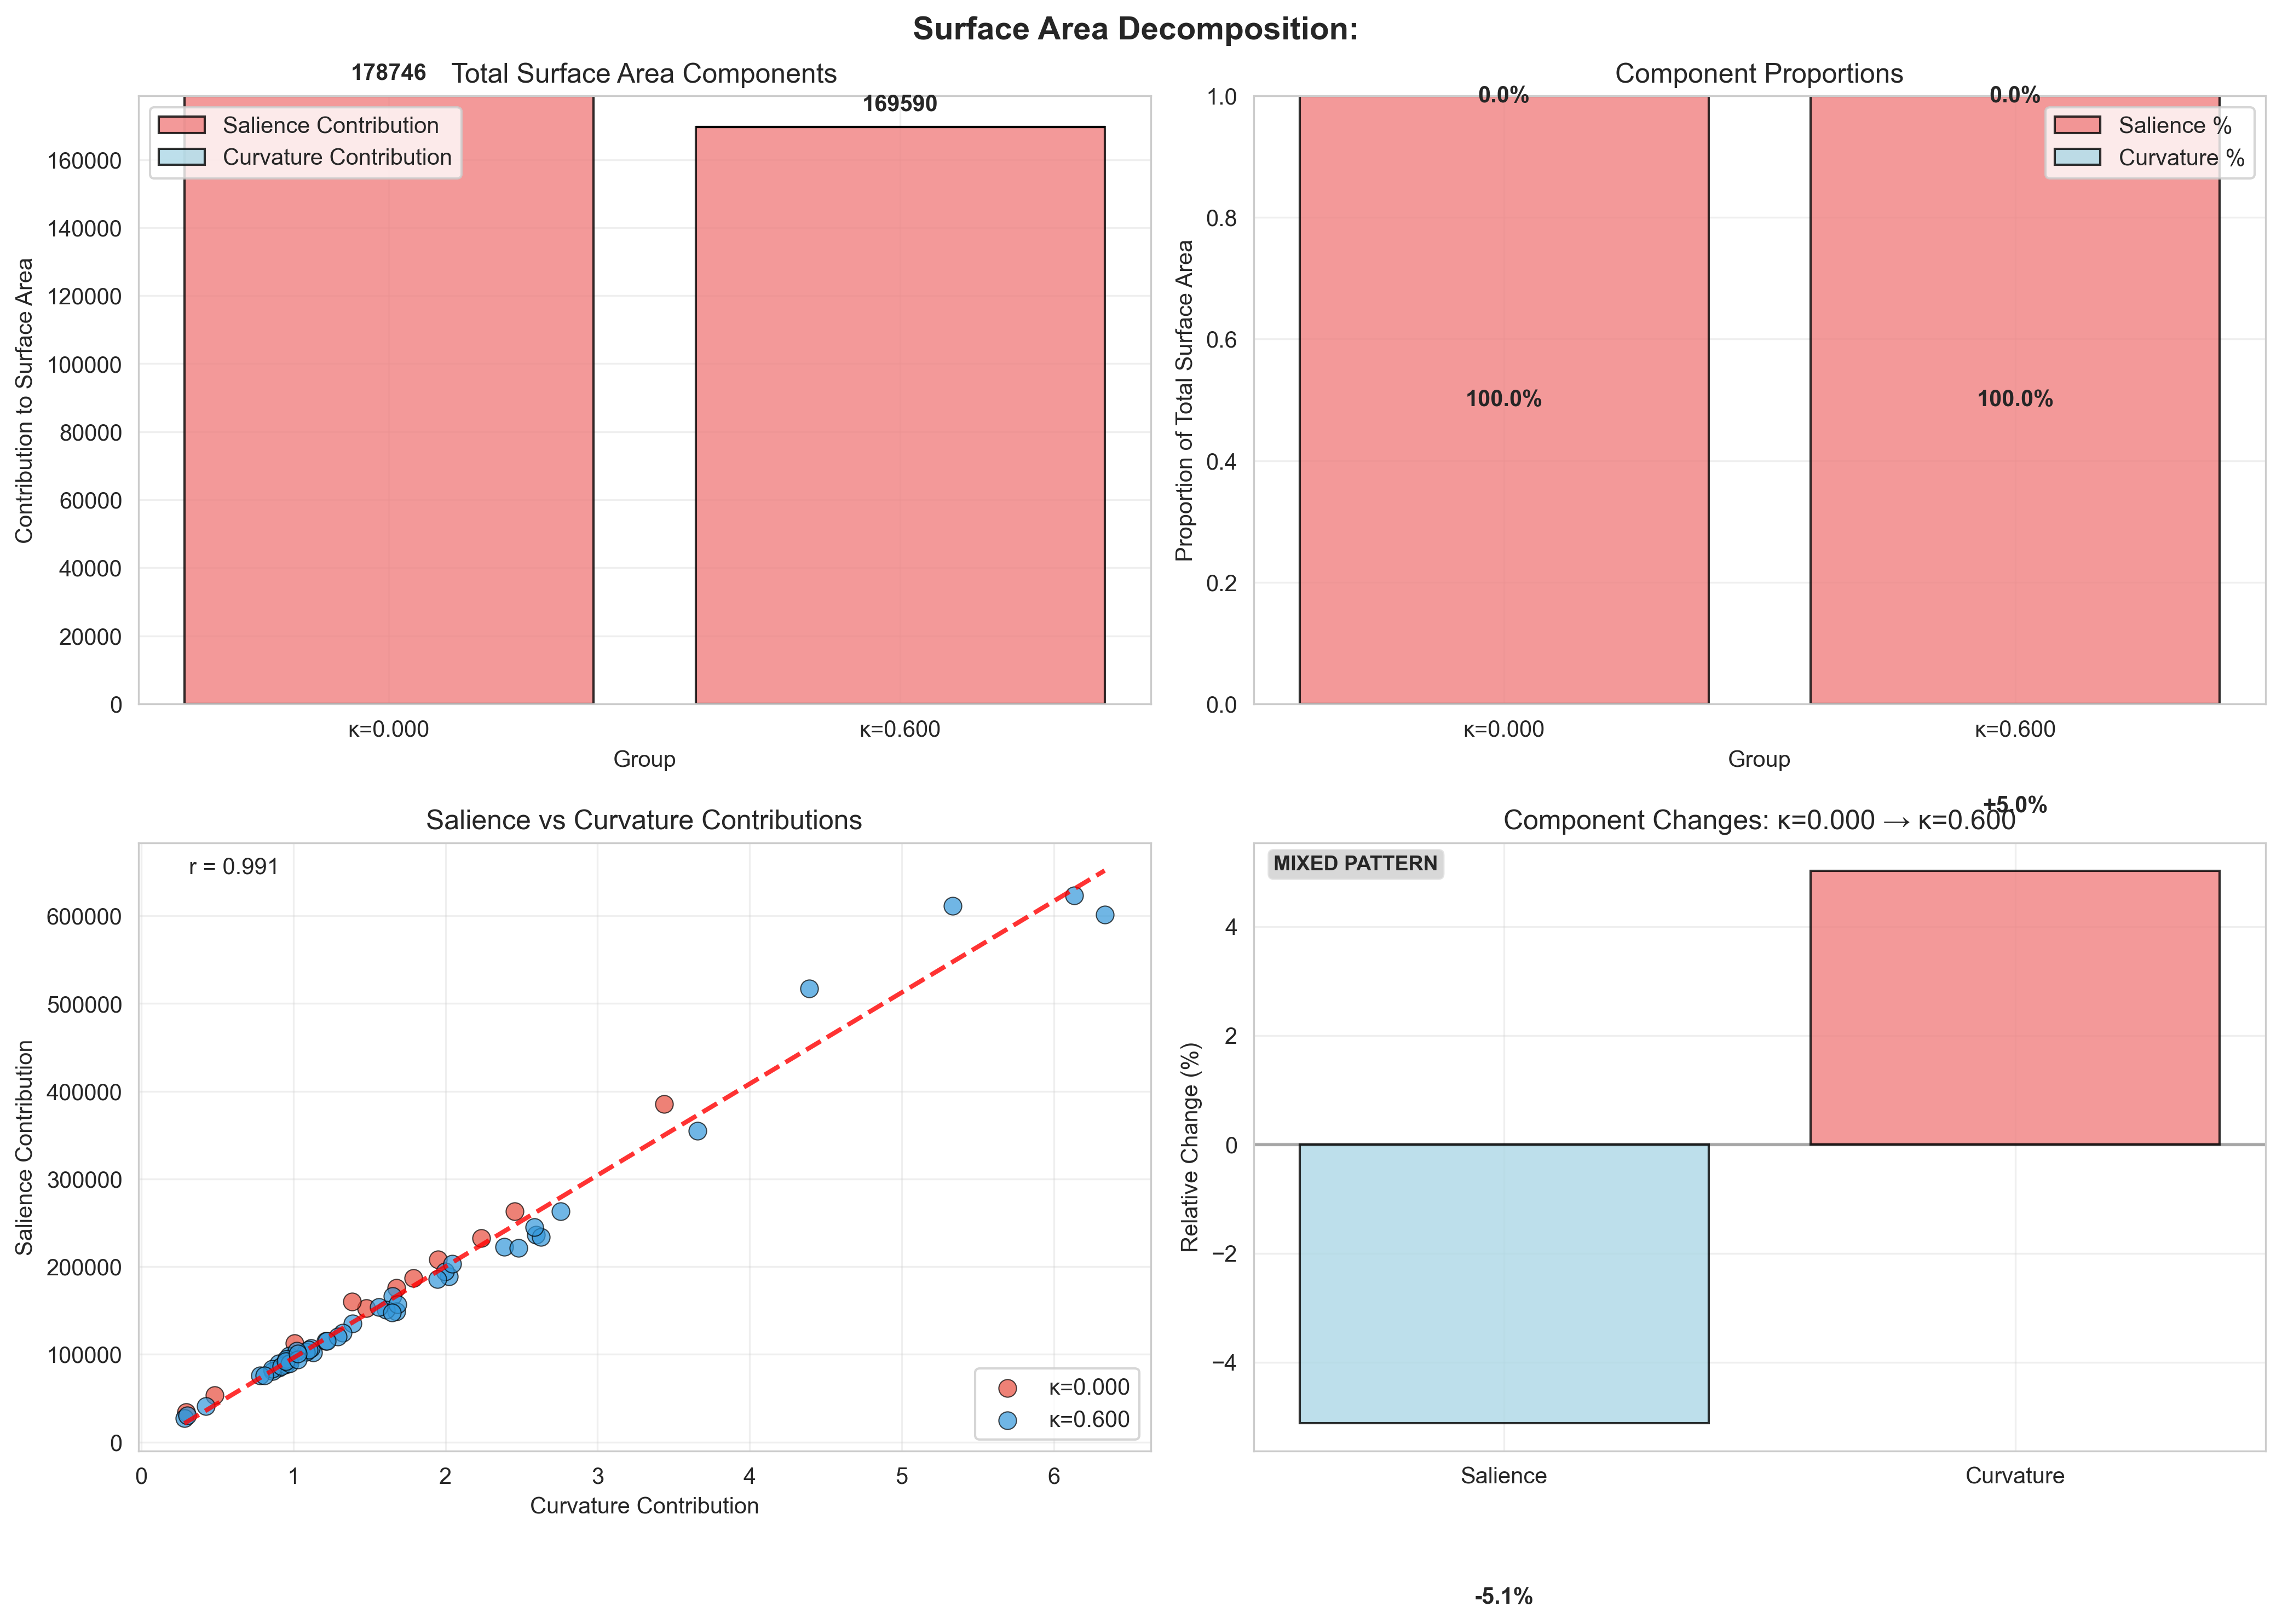 Surface Area Decomposition:
Total Surface Area Components
178746
169590
Salience Contribution
Curvature Contribution
Contribution to Surface Area
160000
140000
120000
100000
80000
60000
40000
20000
0
κ=0.000
κ=0.600
Group
Component Proportions
0.0%
0.0%
Salience %
Curvature %
Proportion of Total Surface Area
1.0
0.8
0.6
0.4
0.2
0.0
100.0%
100.0%
κ=0.000
κ=0.600
Group
Salience vs Curvature Contributions
r = 0.991
Salience Contribution
600000
500000
400000
300000
200000
100000
0
κ=0.000
κ=0.600
0
1
2
3
4
5
6
Curvature Contribution
+5.0%
Component Changes: κ=0.000 → κ=0.600
MIXED PATTERN
Relative Change (%)
4
2
0
−2
−4
Salience
Curvature
-5.1%